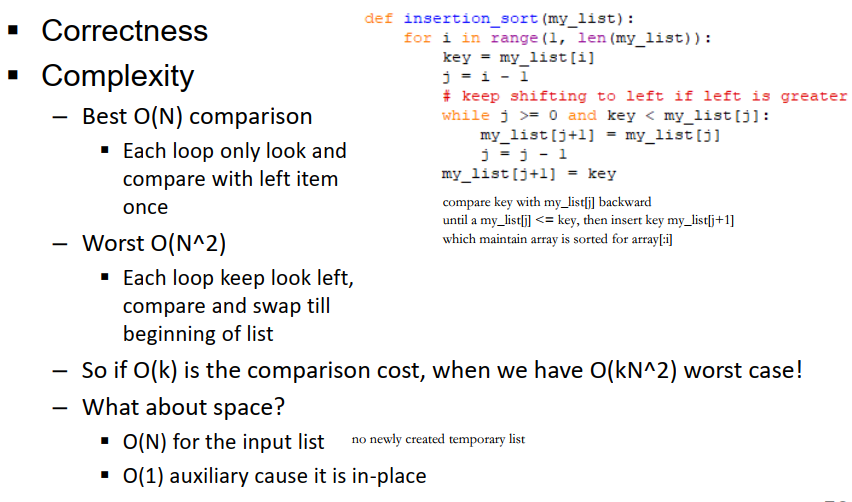 ▪ Correctness
▪ Complexity
– Best O(N) comparison
▪ Each loop only look and
compare with left item
once
– Worst O(N^2)
▪ Each loop keep look left,
compare and swap till
beginning of list
– So if O(k) is the comparison cost, when we have O(kN^2) worst case!
– What about space?
▪ O(N) for the input list
no newly created temporary list
▪ O(1) auxiliary cause it is in-place
def insertion_sort(my_list):
    for i in range(1, len(my_list)):
        key = my_list[i]
        j = i - 1
        # keep shifting to left if left is greater
        while j >= 0 and key < my_list[j]:
            my_list[j+1] = my_list[j]
            j = j - 1
        my_list[j+1] = key
compare key with my_list[j] backward
until a my_list[j] <= key, then insert key my_list[j+1]
which maintain array is sorted for array[:i]